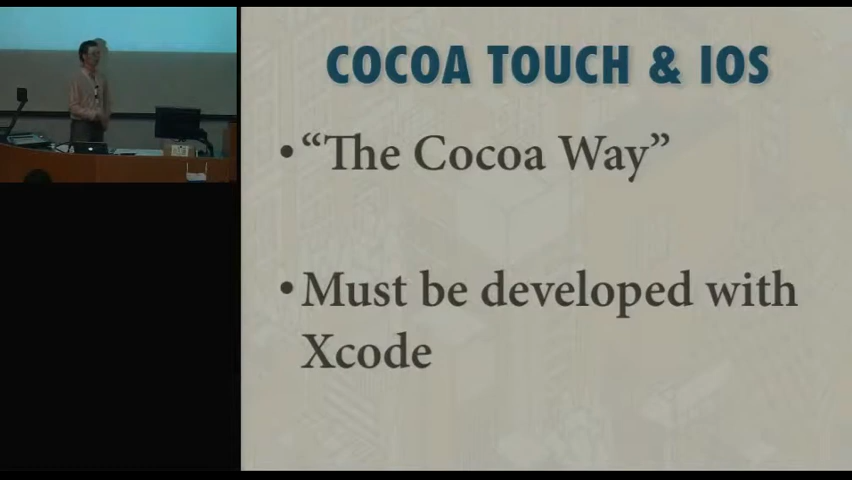 COCOA TOUCH & IOS
• “The Cocoa Way”
• Must be developed with
Xcode